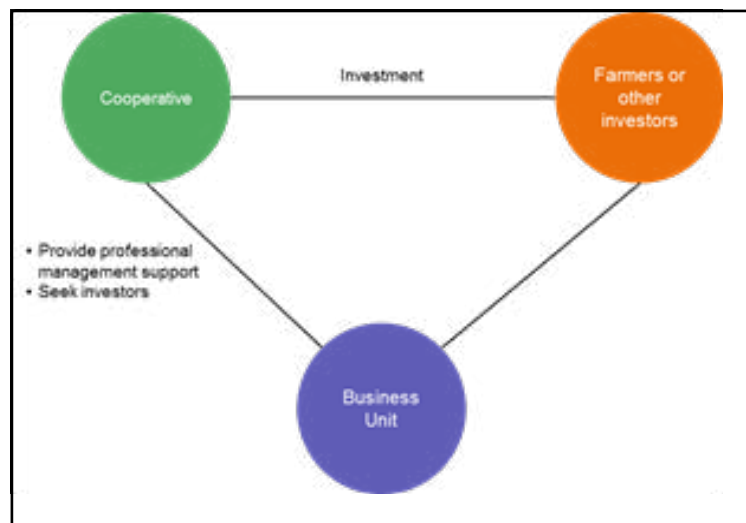 Cooperative
Investment
Farmers or
other
investors
• Provide professional
management support
• Seek investors
Business
Unit